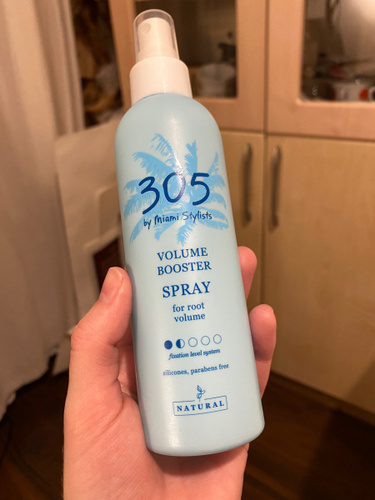 305
by Miami Stylists
VOLUME
BOOSTER
SPRAY
for root
volume
fixation level system
silicones, parabens free
NATURAL